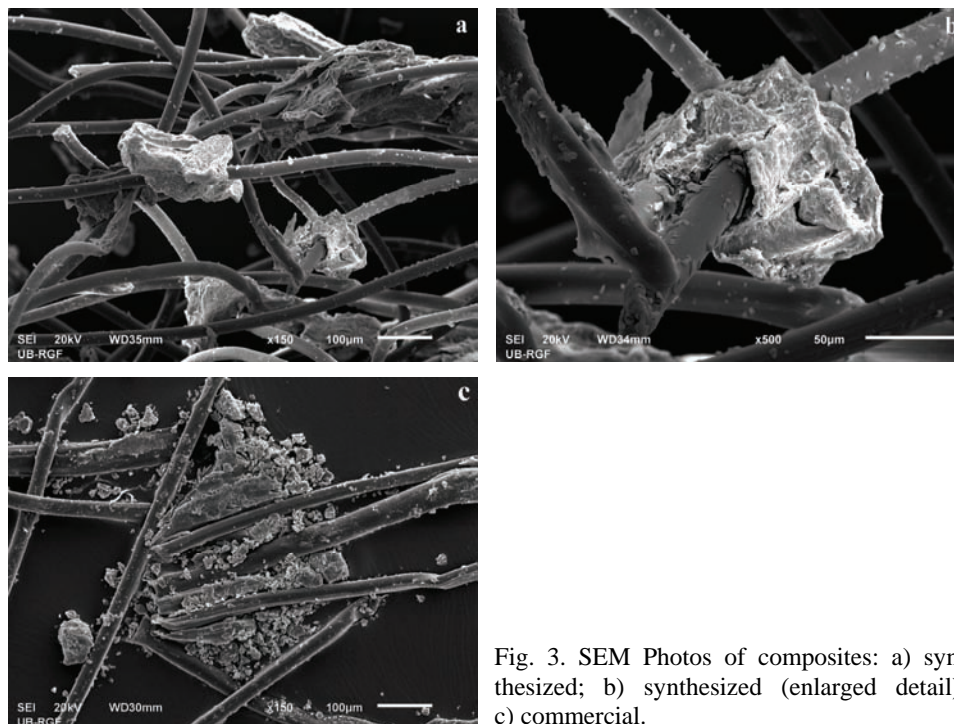 a
SEI 20kV WD35mm x150 100µm
UB-RGF
b
SEI 20kV WD34mm x500 50µm
UB-RGF
c
SEI 20kV WD30mm x150 100µm
UB-RGF
Fig. 3. SEM Photos of composites: a) syn
thesized; b) synthesized (enlarged detail)
c) commercial.